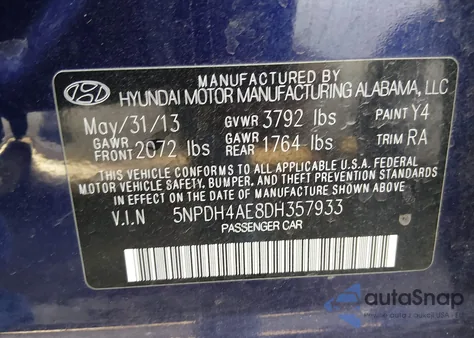 MANUFACTURED BY
HYUNDAI MOTOR MANUFACTURING ALABAMA, LLC
May/31/13 GVWR 3792 lbs PAINT Y4
GAWR FRONT 2072 lbs GAWR REAR 1764 lbs TRIM RA
THIS VEHICLE CONFORMS TO ALL APPLICABLE U.S.A. FEDERAL
MOTOR VEHICLE SAFETY, BUMPER, AND THEFT PREVENTION STANDARDS
IN EFFECT ON THE DATE OF MANUFACTURE SHOWN ABOVE.
V.I.N 5NPDH4AE8DH357933
PASSENGER CAR
autoSnap